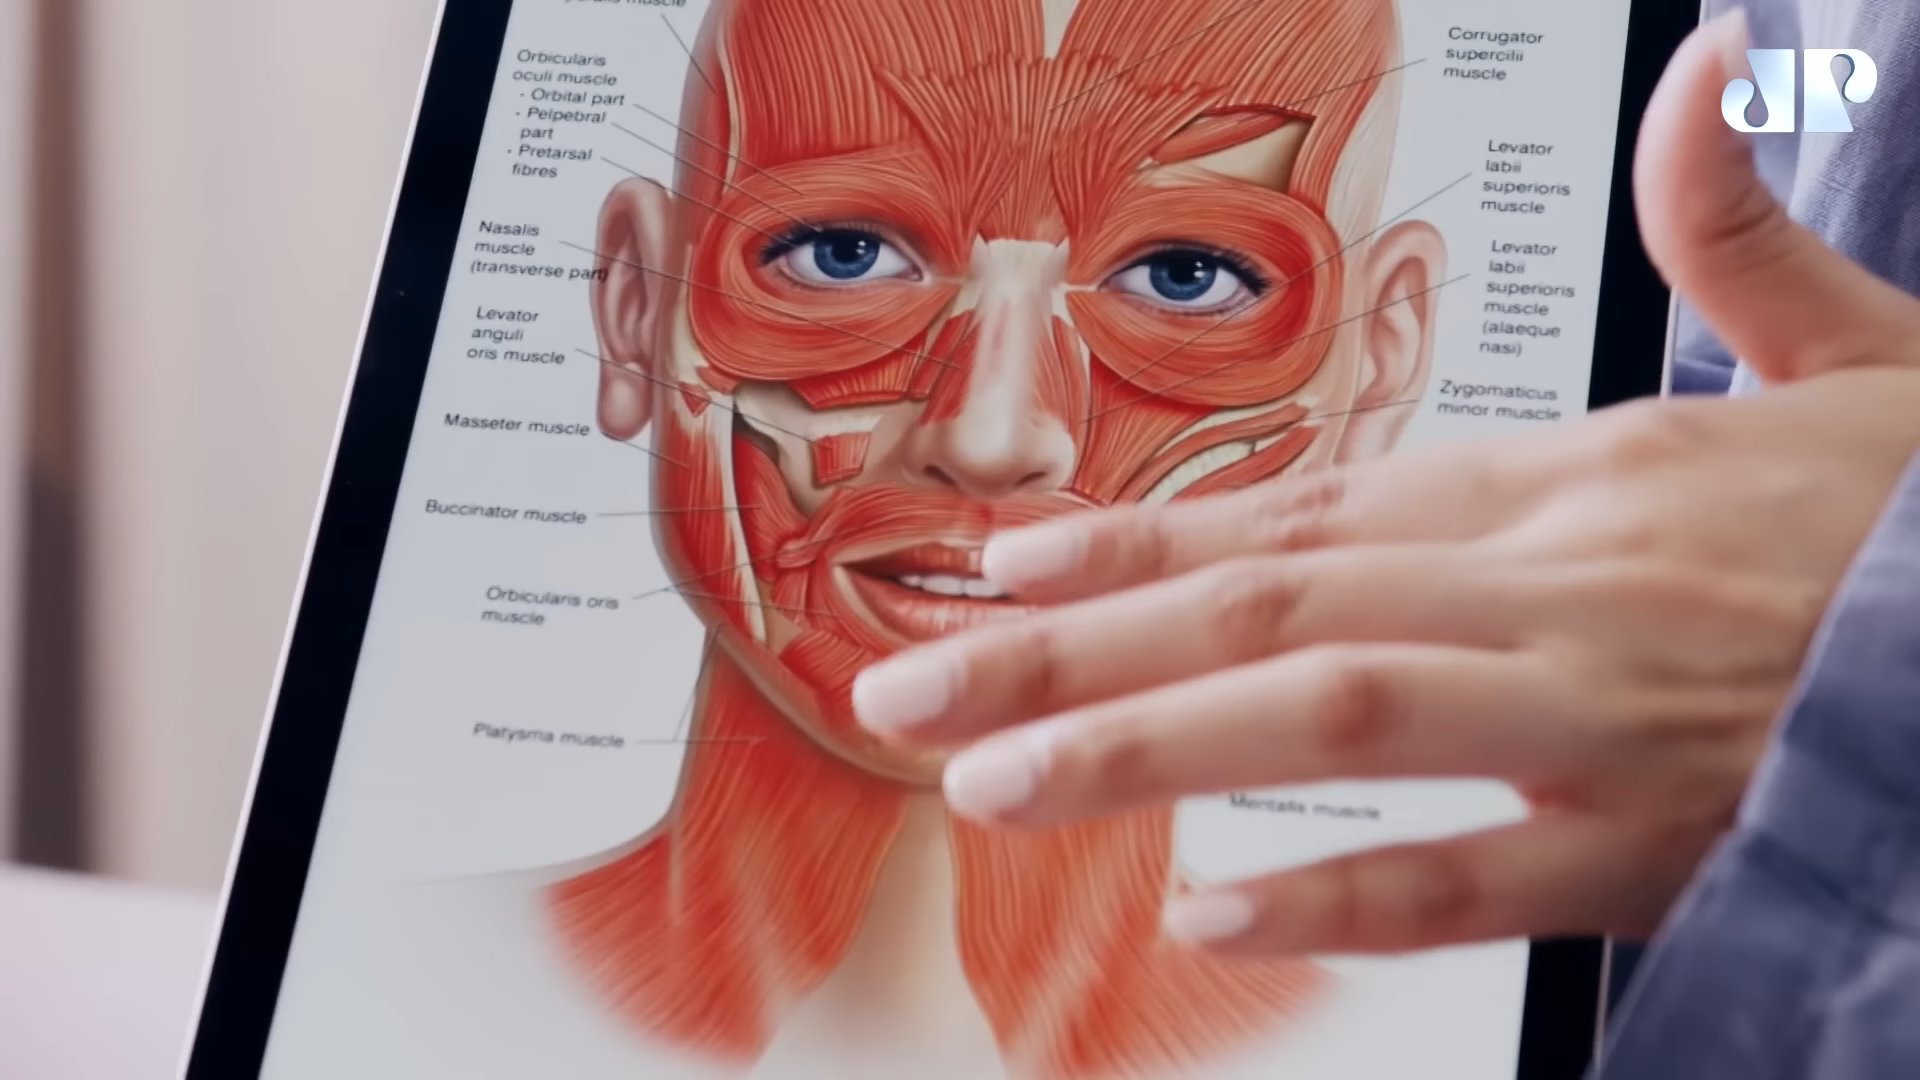 muscle
Orbicularis
oculi muscle
- Orbital part
- Pelpebral
part
- Pretarsal
fibres
Nasalis
muscle
(transverse part)
Levator
anguli
oris muscle
Masseter muscle
Buccinator muscle
Orbicularis oris
muscle
Platysma muscle
Corrugator
supercilii
muscle
Levator
labii
superioris
muscle
Levator
labii
superioris
muscle
(alaeque
nasi)
Zygomaticus
minor muscle
Mentalis muscle
JP